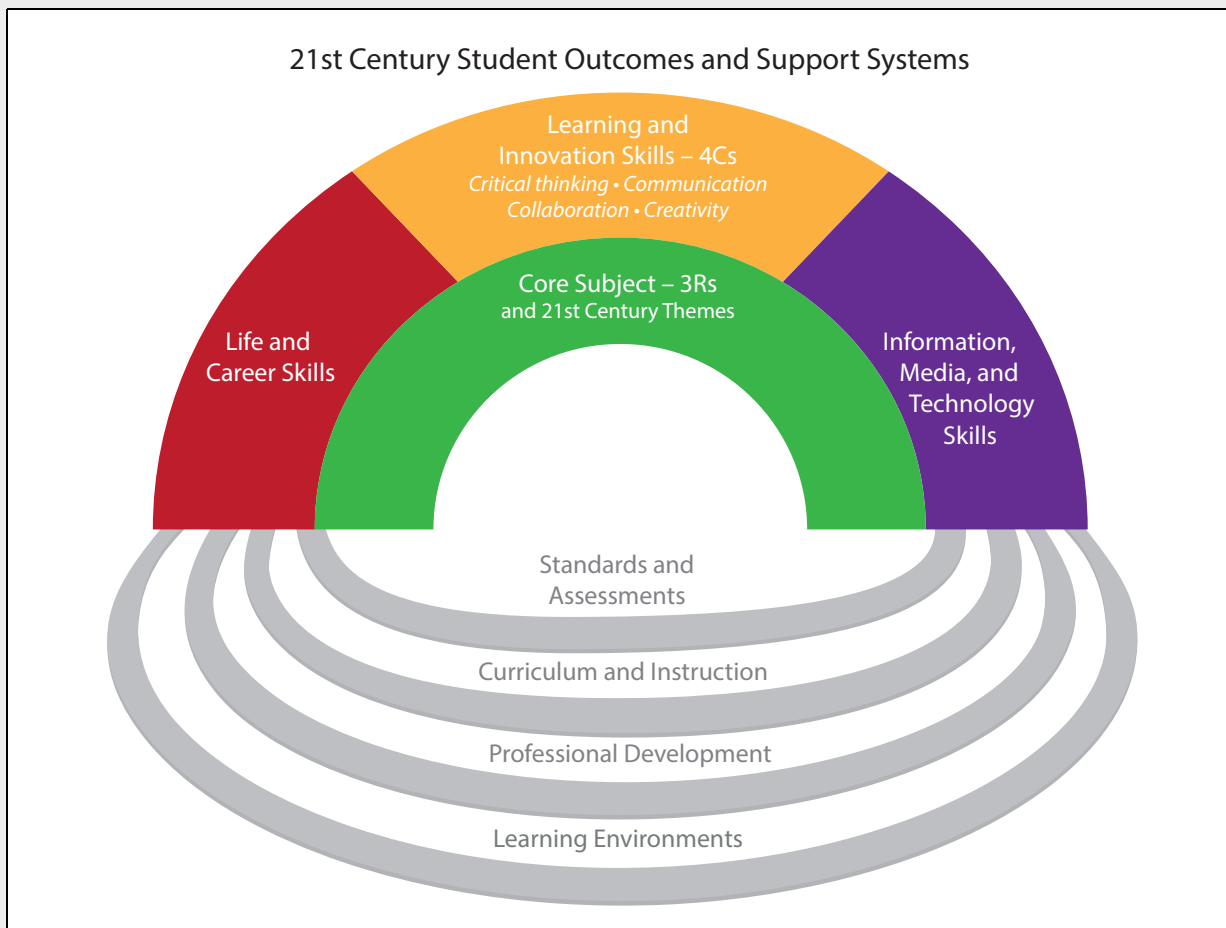 21st Century Student Outcomes and Support Systems
Learning and
Innovation Skills – 4Cs
Critical thinking • Communication
Collaboration • Creativity
Core Subject – 3Rs
and 21st Century Themes
Life and
Career Skills
Information,
Media, and
Technology
Skills
Standards and
Assessments
Curriculum and Instruction
Professional Development
Learning Environments